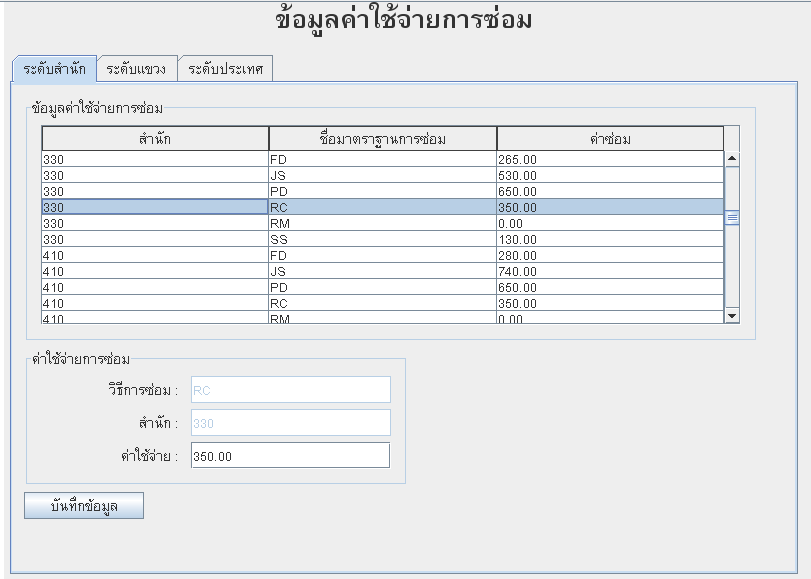 ข้อมูลค่าใช้จ่ายการซ่อม
ระดับสำนัก ระดับแขวง ระดับประเทศ
ข้อมูลค่าใช้จ่ายการซ่อม
สำนัก ชื่อมาตราฐานการซ่อม ค่าซ่อม
330 FD 265.00
330 JS 530.00
330 PD 650.00
330 RC 350.00
330 RM 0.00
330 SS 130.00
410 FD 280.00
410 JS 740.00
410 PD 650.00
410 RC 350.00
410 RM 0.00
ค่าใช้จ่ายการซ่อม
วิธีการซ่อม : RC
สำนัก : 330
ค่าใช้จ่าย : 350.00
บันทึกข้อมูล